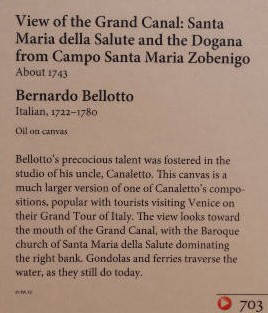 View of the Grand Canal: Santa
Maria della Salute and the Dogana
from Campo Santa Maria Zobenigo
About 1743
Bernardo Bellotto
Italian, 1722–1780
Oil on canvas
Bellotto's precocious talent was fostered in the
studio of his uncle, Canaletto. This canvas is a
much larger version of one of Canaletto's compo-
sitions, popular with tourists visiting Venice on
their Grand Tour of Italy. The view looks toward
the mouth of the Grand Canal, with the Baroque
church of Santa Maria della Salute dominating
the right bank. Gondolas and ferries traverse the
water, as they still do today.
703